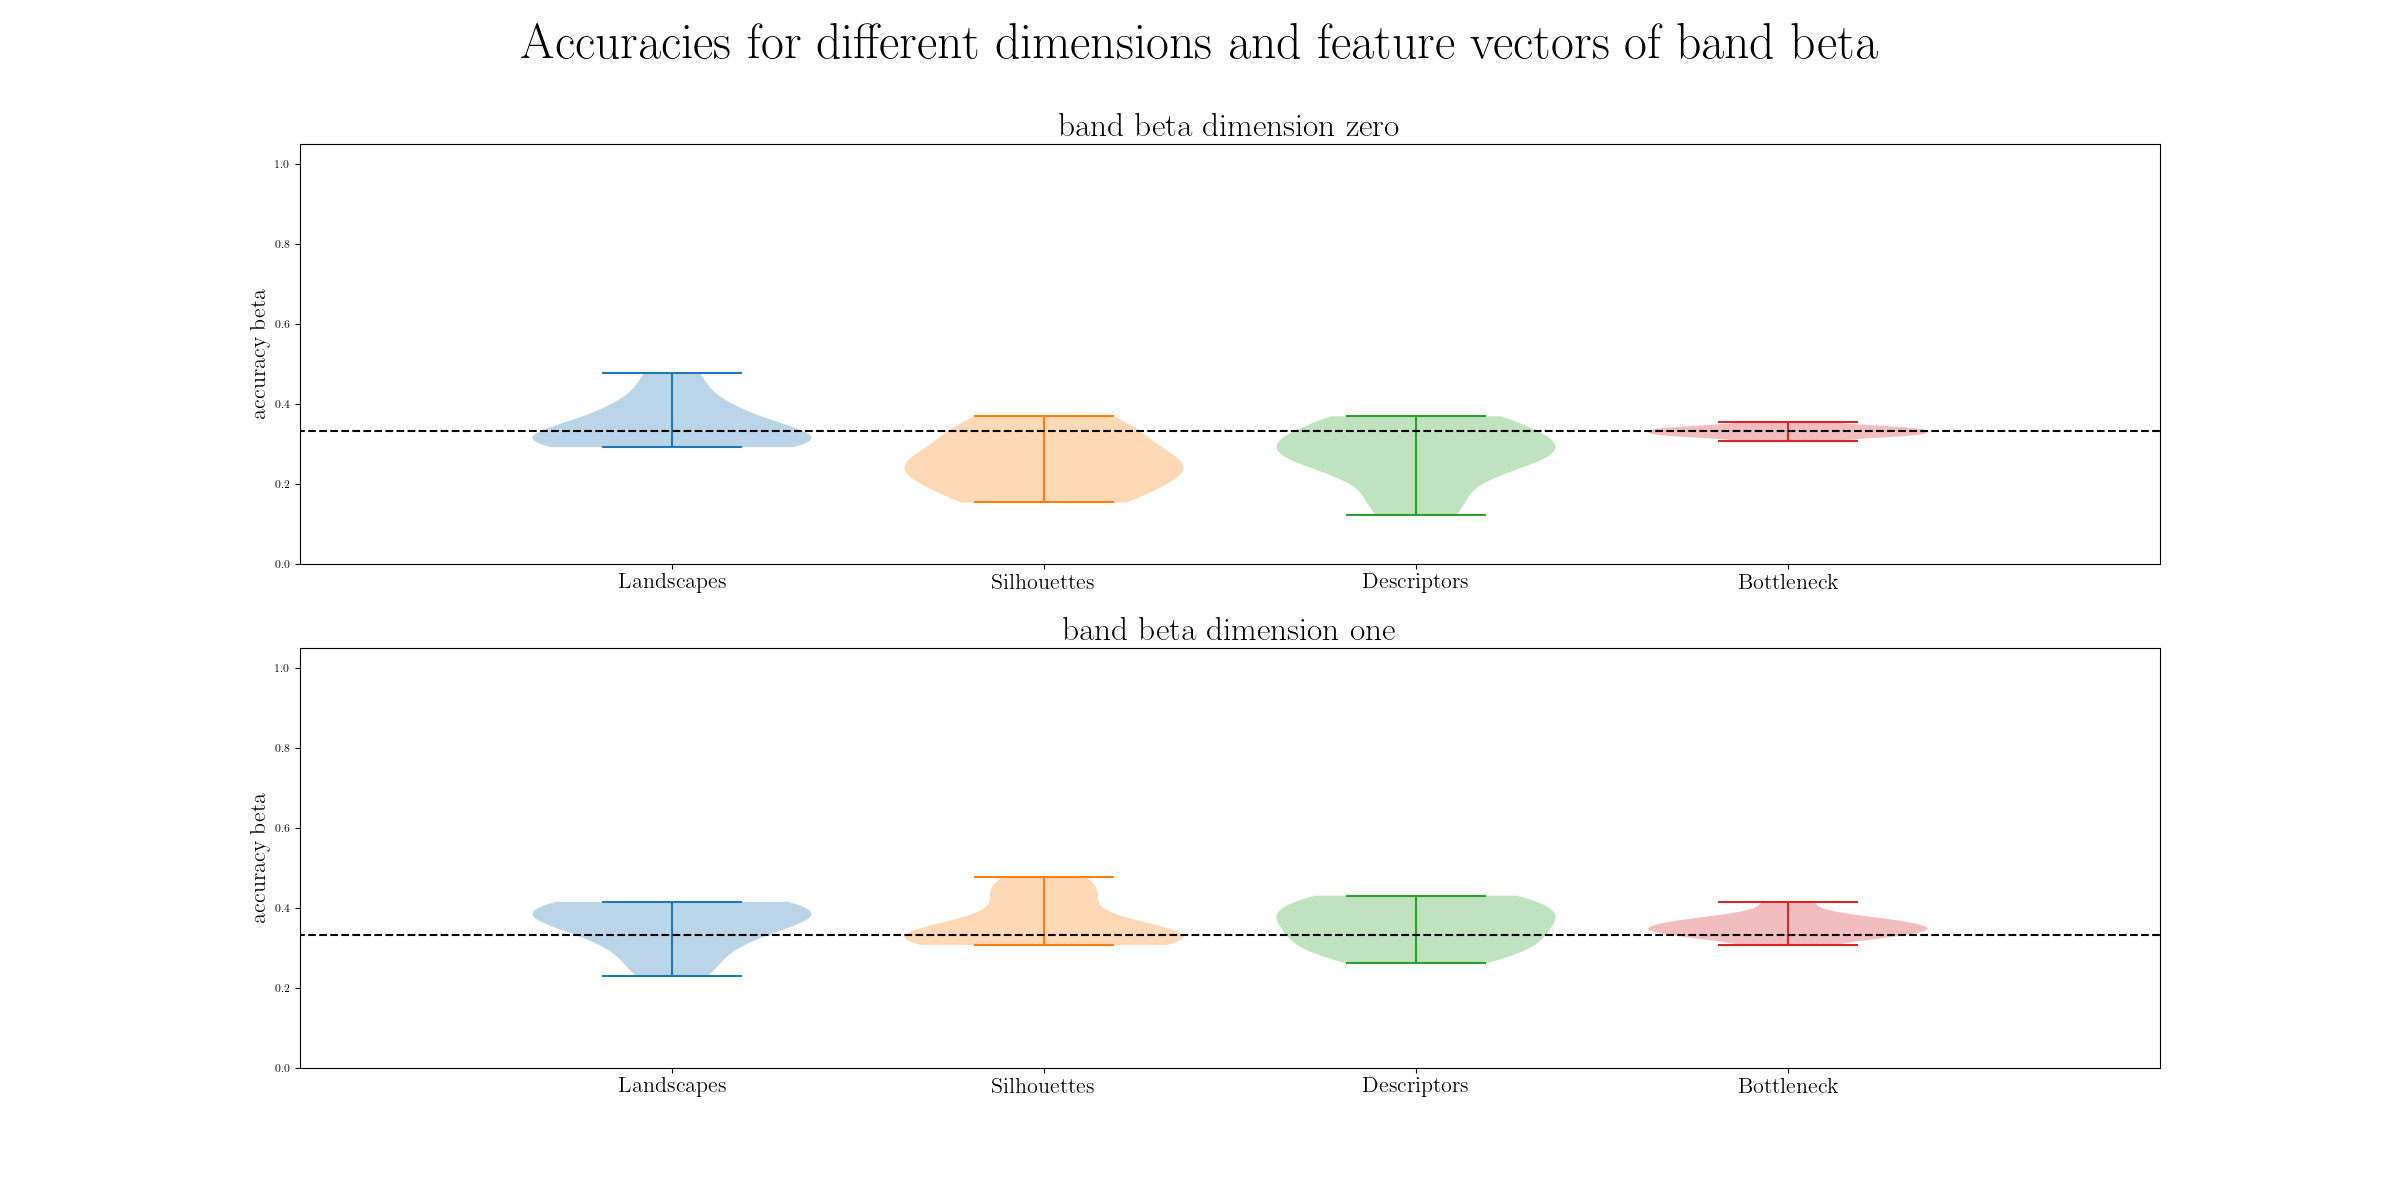 Accuracies for different dimensions and feature vectors of band beta
band beta dimension zero
1.0
0.8
0.6
0.4
0.2
0.0
accuracy beta
Landscapes Silhouettes Descriptors Bottleneck
band beta dimension one
1.0
0.8
0.6
0.4
0.2
0.0
accuracy beta
Landscapes Silhouettes Descriptors Bottleneck